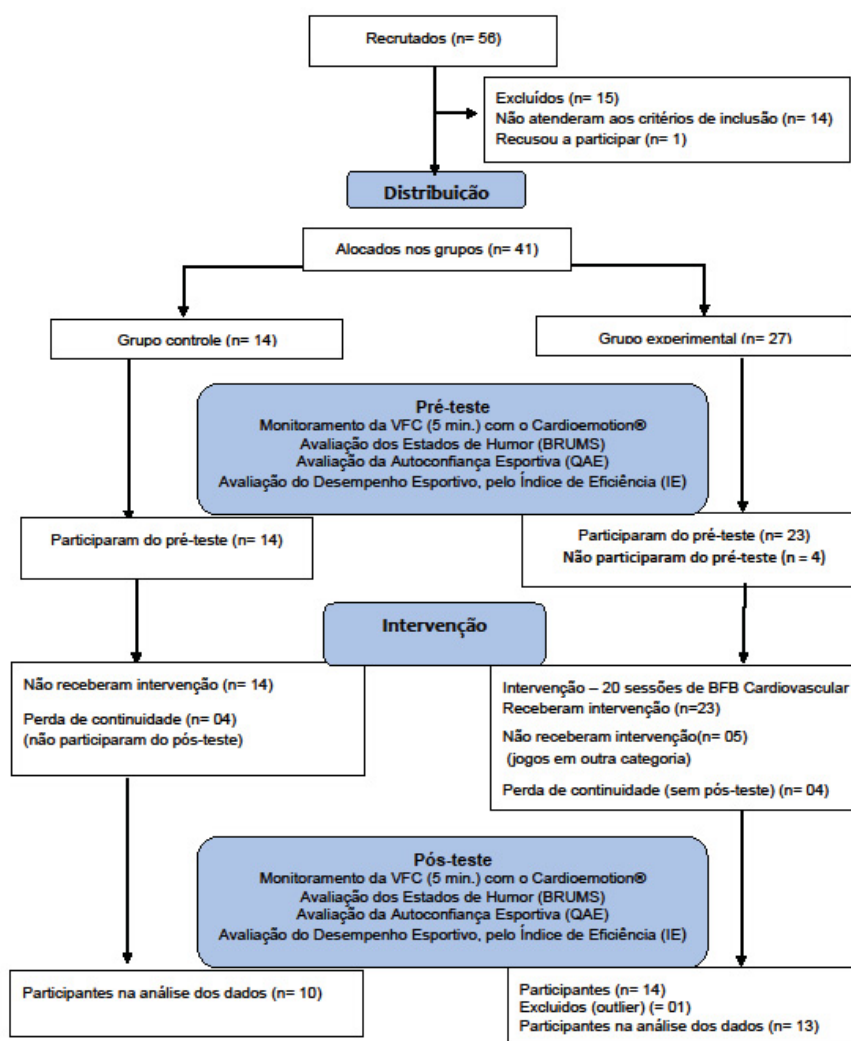 Recrutados (n= 56)
Excluídos (n= 15)
Não atenderam aos critérios de inclusão (n= 14)
Recusou a participar (n= 1)
Distribuição
Alocados nos grupos (n= 41)
Grupo controle (n= 14)
Grupo experimental (n= 27)
Pré-teste
Monitoramento da VFC (5 min.) com o Cardioemotion®
Avaliação dos Estados de Humor (BRUMS)
Avaliação da Autoconfiança Esportiva (QAE)
Avaliação do Desempenho Esportivo, pelo Índice de Eficiência (IE)
Participaram do pré-teste (n= 14)
Participaram do pré-teste (n= 23)
Não participaram do pré-teste (n = 4)
Intervenção
Não receberam intervenção (n= 14)
Perda de continuidade (n= 04)
(não participaram do pós-teste)
Intervenção – 20 sessões de BFB Cardiovascular
Receberam intervenção (n=23)
Não receberam intervenção(n= 05)
(jogos em outra categoria)
Perda de continuidade (sem pós-teste) (n= 04)
Pós-teste
Monitoramento da VFC (5 min.) com o Cardioemotion®
Avaliação dos Estados de Humor (BRUMS)
Avaliação da Autoconfiança Esportiva (QAE)
Avaliação do Desempenho Esportivo, pelo Índice de Eficiência (IE)
Participantes na análise dos dados (n= 10)
Participantes (n= 14)
Excluidos (outlier) (= 01)
Participantes na análise dos dados (n= 13)